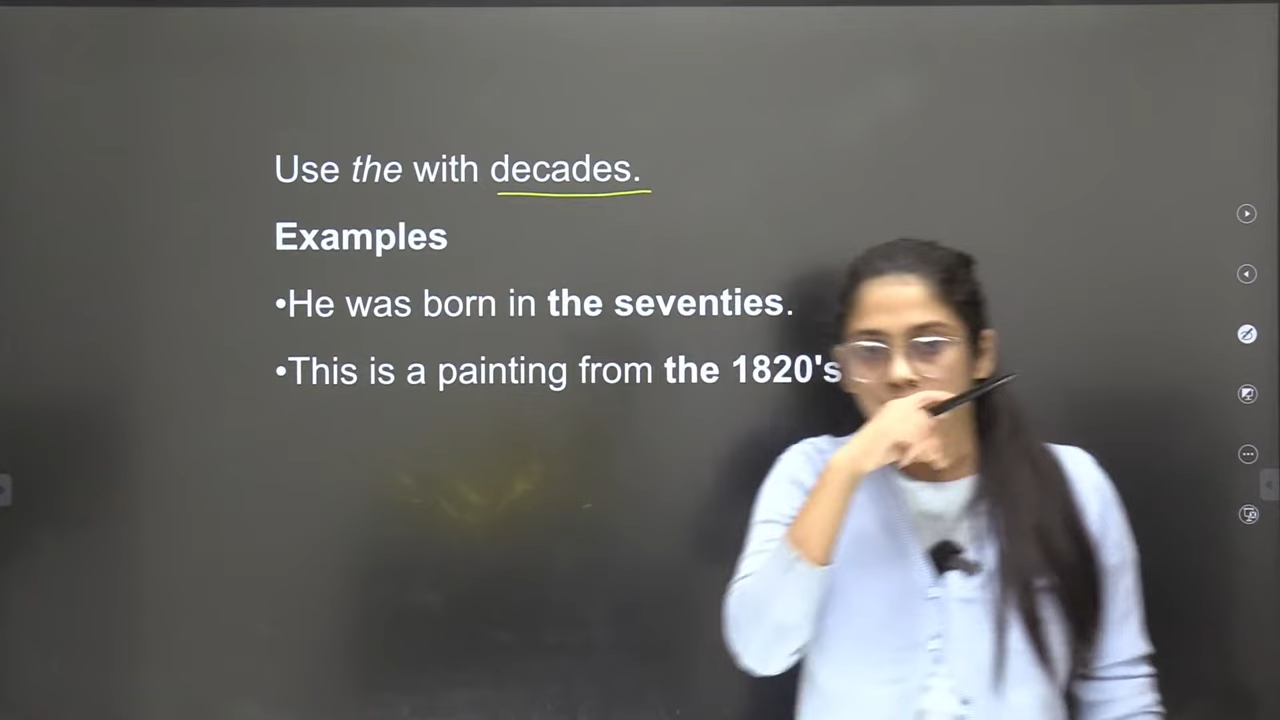 Use the with decades.
Examples
•He was born in the seventies.
•This is a painting from the 1820's